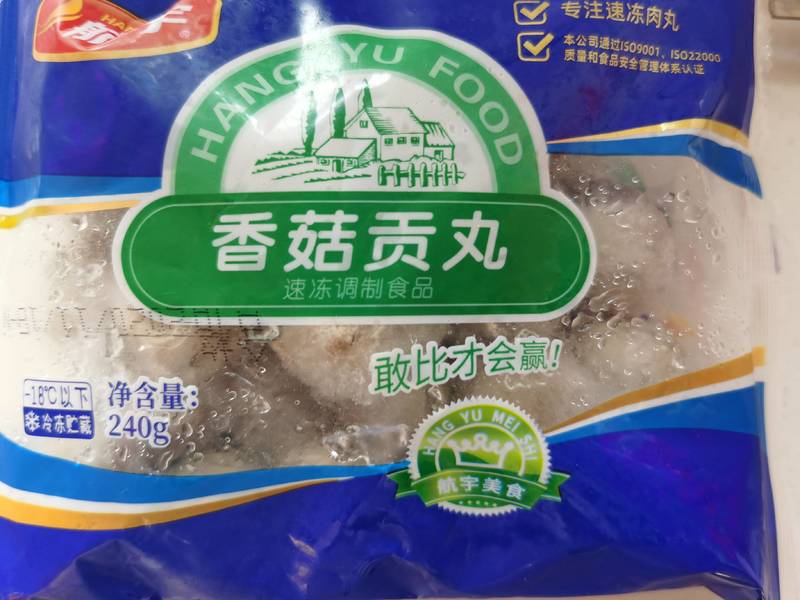 专注速冻肉丸
本公司通过ISO9001、ISO22000
质量和食品安全管理体系认证
HANG YU FOOD
香菇贡丸
速冻调制食品
敢比才会赢!
-18℃以下
冷冻贮藏
净含量:
240g
HANG YU MEI SHI
航宇美食